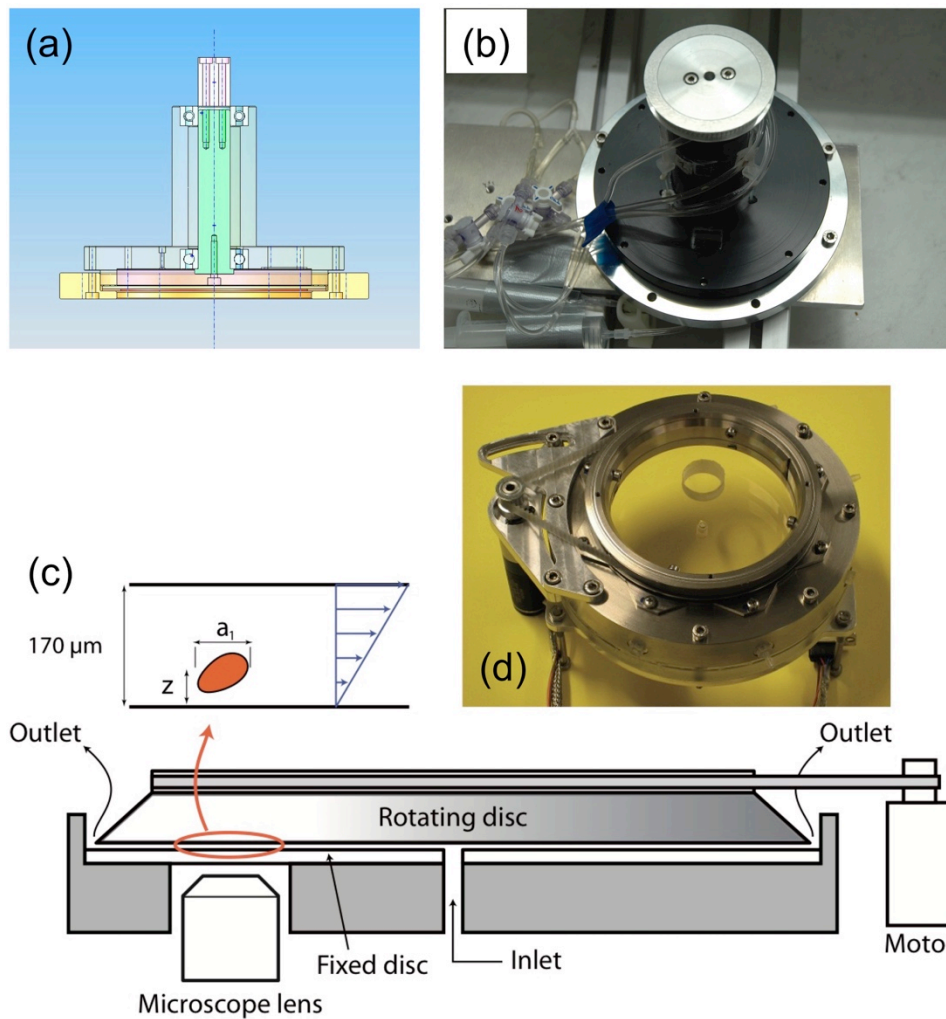 (a)
(b)
(c)
170 µm
a1
z
(d)
Outlet
Outlet
Rotating disc
Fixed disc
Inlet
Microscope lens
Moto